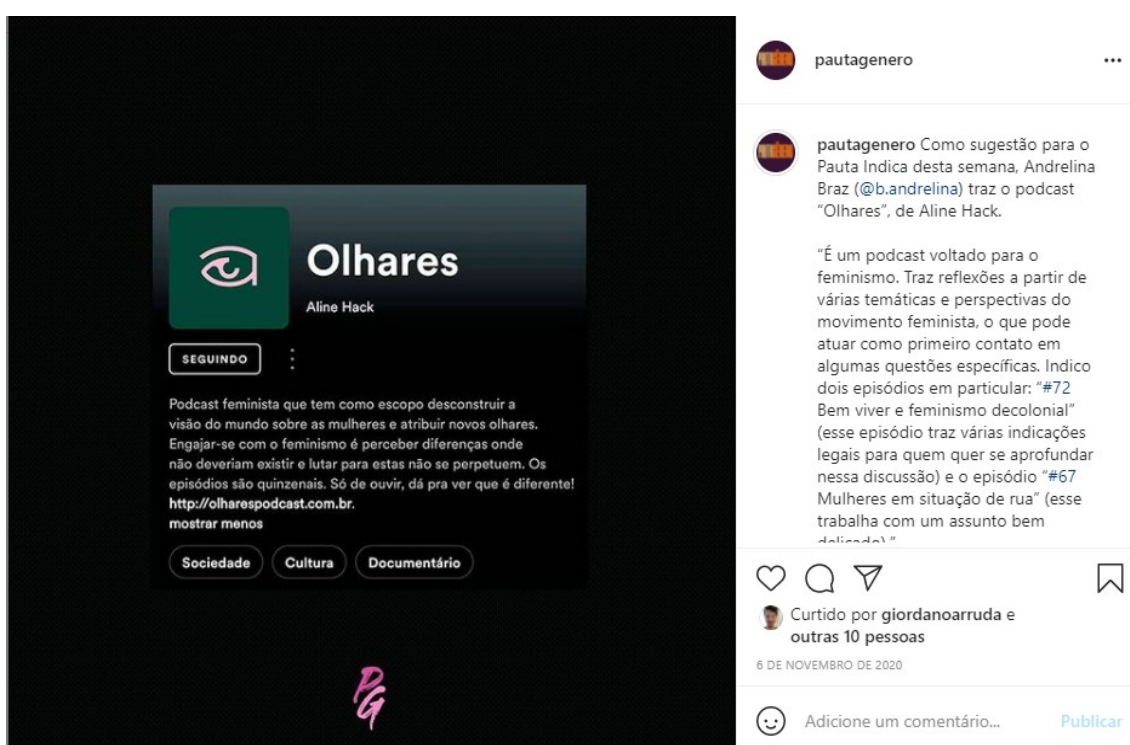 Olhares
Aline Hack
SEGUINDO
Podcast feminista que tem como escopo desconstruir a
visão do mundo sobre as mulheres e atribuir novos olhares.
Engajar-se com o feminismo é perceber diferenças onde
não deveriam existir e lutar para estas não se perpetuem. Os
episódios são quinzenais. Só de ouvir, dá pra ver que é diferente!
http://olharespodcast.com.br.
mostrar menos
Sociedade
Cultura
Documentário
PG
pautagenero
pautagenero Como sugestão para o
Pauta Indica desta semana, Andrelina
Braz (@b.andrelina) traz o podcast
"Olhares", de Aline Hack.
"É um podcast voltado para o
feminismo. Traz reflexões a partir de
várias temáticas e perspectivas do
movimento feminista, o que pode
atuar como primeiro contato em
algumas questões específicas. Indico
dois episódios em particular: "#72
Bem viver e feminismo decolonial"
(esse episódio traz várias indicações
legais para quem quer se aprofundar
nessa discussão) e o episódio "#67
Mulheres em situação de rua" (esse
trabalha com um assunto bem
delicado)."
Curtido por giordanoarruda e
outras 10 pessoas
6 DE NOVEMBRO DE 2020
Adicione um comentário...
Publicar